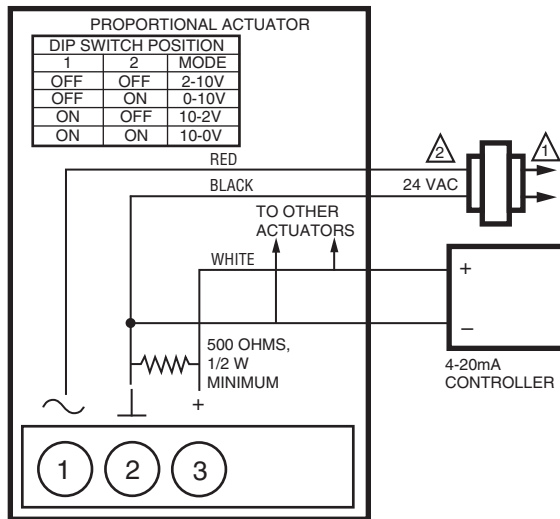 PROPORTIONAL ACTUATOR
DIP SWITCH POSITION
1 2 MODE
OFF OFF 2-10V
OFF ON 0-10V
ON OFF 10-2V
ON ON 10-0V
RED
2
1
BLACK
24 VAC
TO OTHER
ACTUATORS
WHITE
+
–
500 OHMS,
1/2 W
MINIMUM
4-20mA
CONTROLLER
+
1 2 3